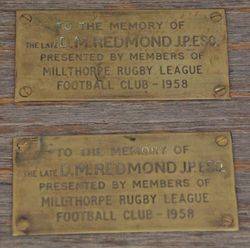 TO THE MEMORY OF
THE LATE D. M. REDMOND J.P. ESQ.
PRESENTED BY MEMBERS OF
MILLTHORPE RUGBY LEAGUE
FOOTBALL CLUB - 1958
TO THE MEMORY OF
THE LATE D. M. REDMOND J.P. ESQ.
PRESENTED BY MEMBERS OF
MILLTHORPE RUGBY LEAGUE
FOOTBALL CLUB - 1958